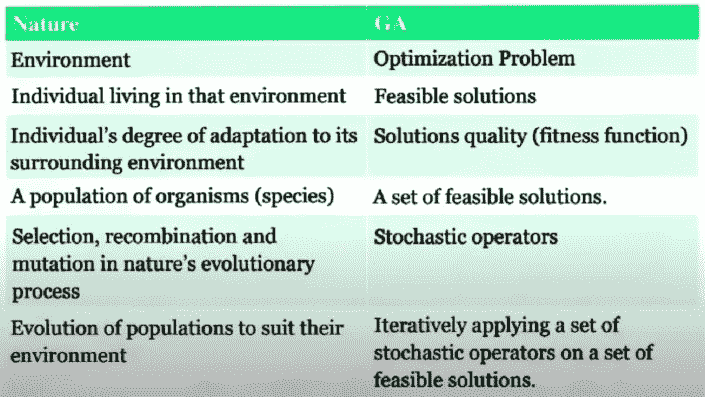 Nature GA
Environment Optimization Problem
Individual living in that environment Feasible solutions
Individual's degree of adaptation to its Solutions quality (fitness function)
surrounding environment
A population of organisms (species) A set of feasible solutions.
Selection, recombination and Stochastic operators
mutation in nature's evolutionary
process
Evolution of populations to suit their Iteratively applying a set of
environment stochastic operators on a set of
feasible solutions.